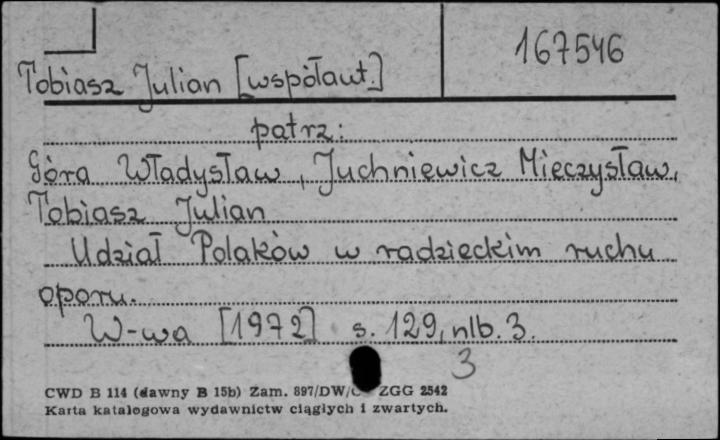 167546
Tobiasz Julian [współaut.]
patrz:
Góra Władysław, Juchniewicz Mieczysław,
Tobiasz Julian
Udział Polaków w radzieckim ruchu
oporu.
W-wa [1972] s. 129, nlb. 3.
3
CWD B 114 (dawny B 15b) Zam. 897/DW/ ZGG 2542
Karta katalogowa wydawnictw ciągłych i zwartych.